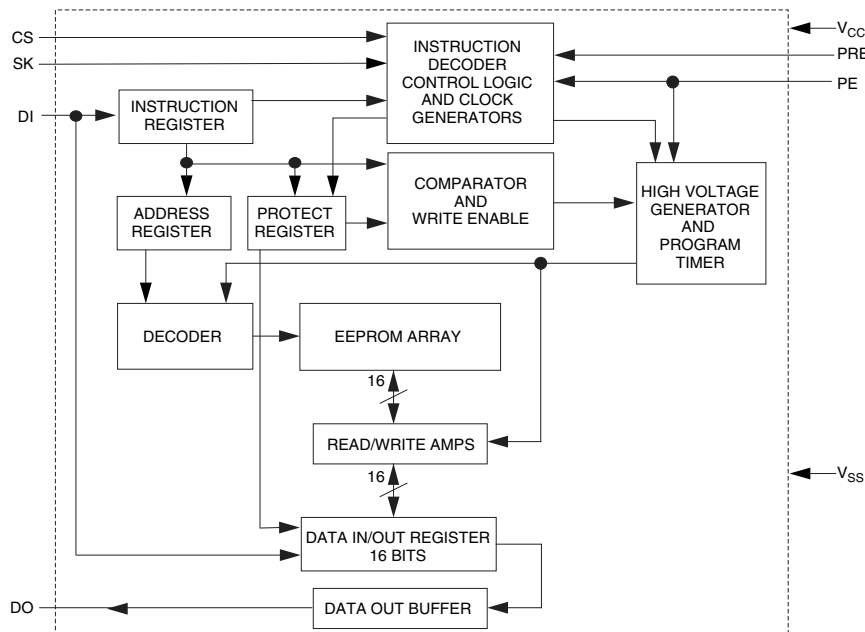 CS
SK
DI
INSTRUCTION
DECODER
CONTROL LOGIC
AND CLOCK
GENERATORS
VCC
PRE
PE
INSTRUCTION
REGISTER
ADDRESS
REGISTER
PROTECT
REGISTER
COMPARATOR
AND
WRITE ENABLE
HIGH VOLTAGE
GENERATOR
AND
PROGRAM
TIMER
DECODER
EEPROM ARRAY
16
READ/WRITE AMPS
16
VSS
DATA IN/OUT REGISTER
16 BITS
DO
DATA OUT BUFFER